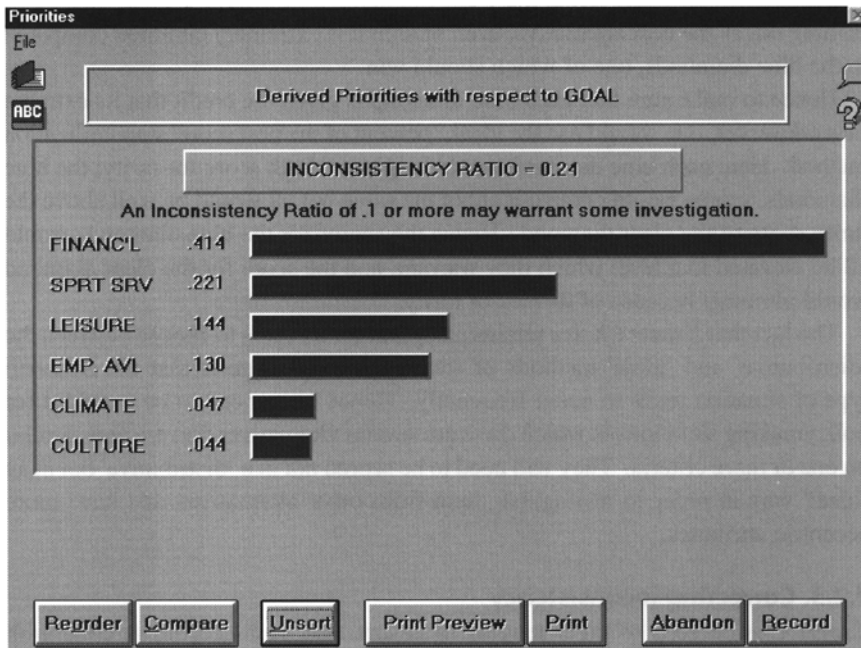 Priorities
File
ABC
Derived Priorities with respect to GOAL
?
INCONSISTENCY RATIO = 0.24
An Inconsistency Ratio of .1 or more may warrant some investigation.
FINANC'L .414
SPRT SRV .221
LEISURE .144
EMP. AVL .130
CLIMATE .047
CULTURE .044
Reorder Compare Unsort Print Preview Print Abandon Record